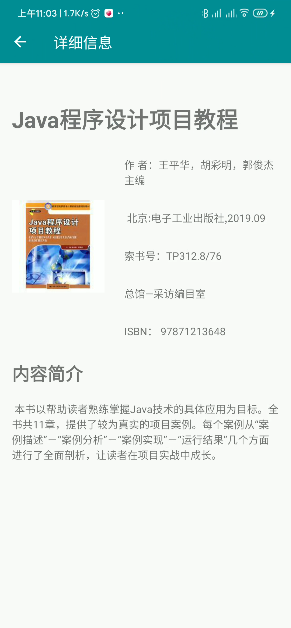 上午11:03 | 1.7K/s
69
详细信息
Java程序设计项目教程
作 者：王平华，胡彩明，郭俊杰
主编
北京:电子工业出版社,2019.09
索书号：TP312.8/76
总馆—采访编目室
ISBN： 97871213648
Java程序设计
项目教程
内容简介
本书以帮助读者熟练掌握Java技术的具体应用为目标。全
书共11章，提供了较为真实的项目案例。每个案例从“案
例描述”—“案例分析”—“案例实现”—“运行结果”几个方面
进行了全面剖析，让读者在项目实战中成长。